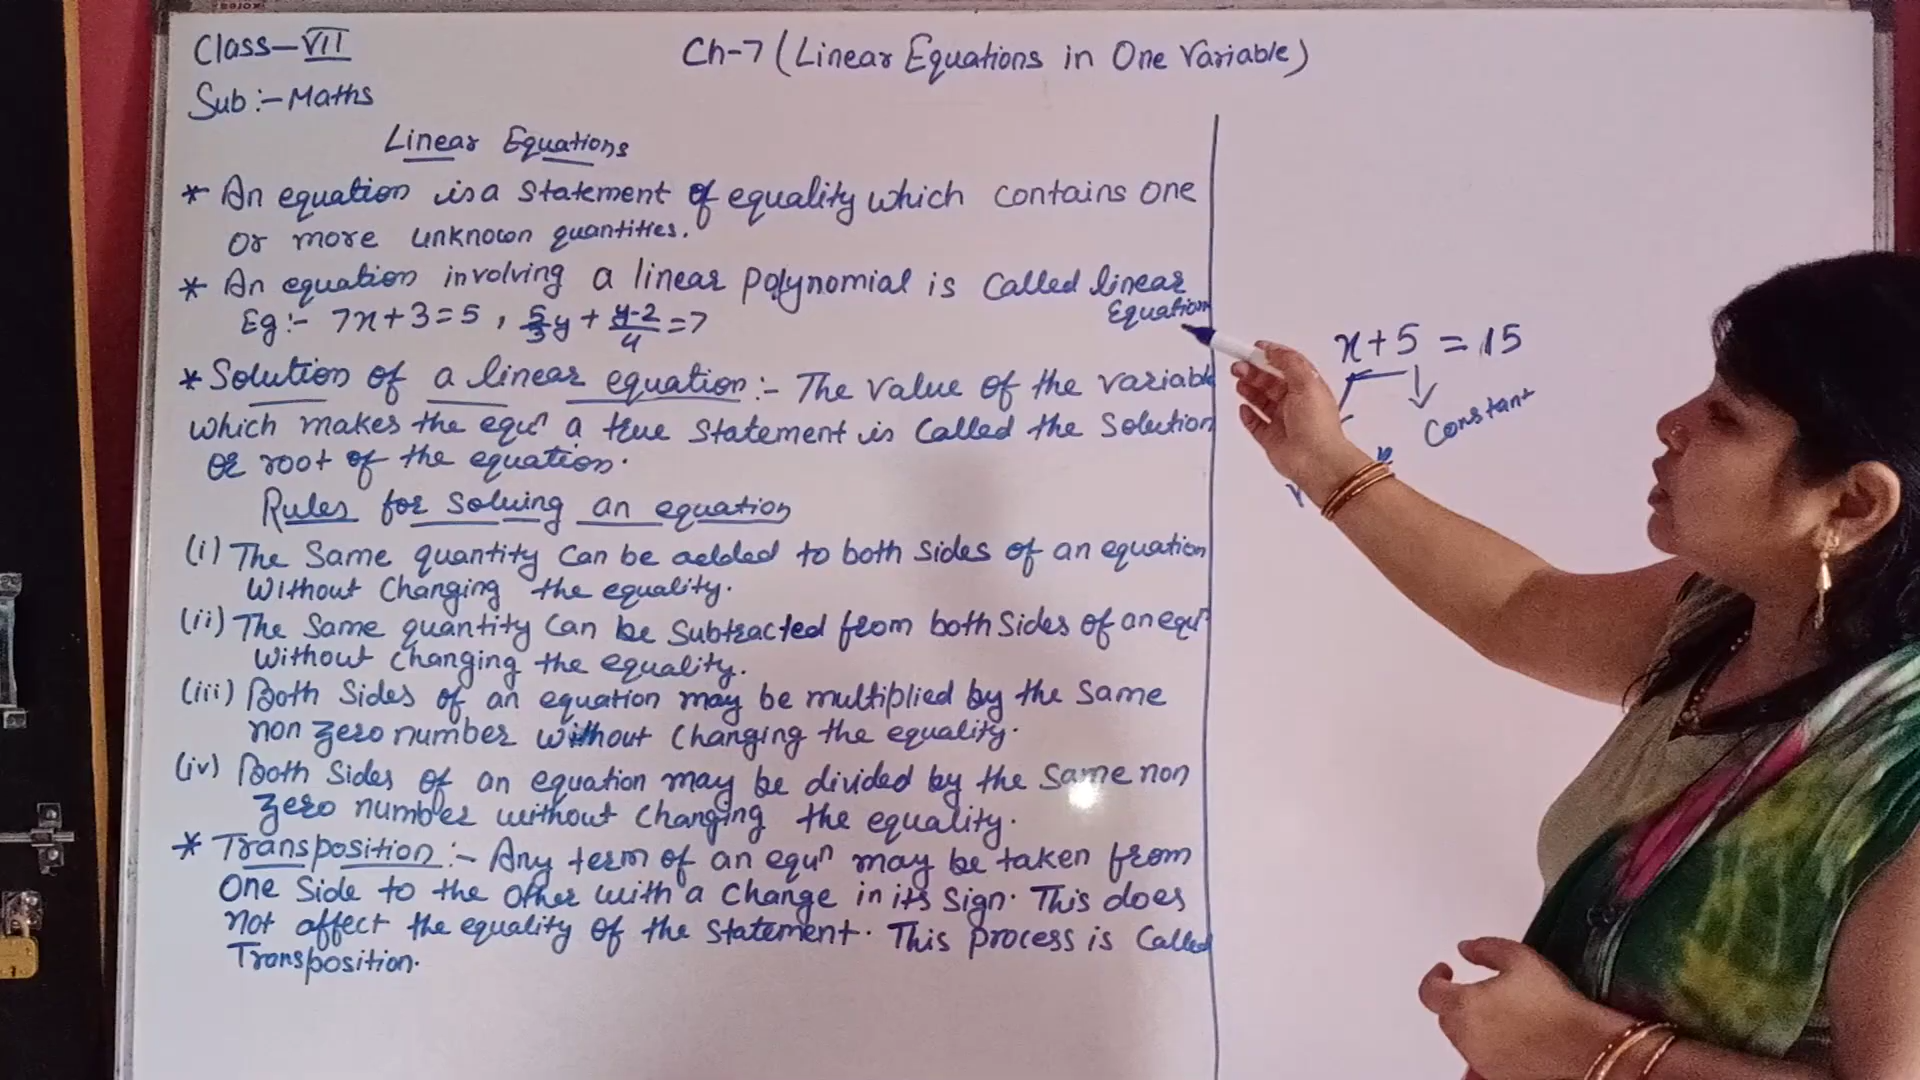 Class-VII
Ch-7 (Linear Equations in One Variable)
Sub:-Maths
Linear Equations
* An equation is a statement of equality which contains one
or more unknown quantities.
* An equation involving a linear polynomial is called linear
Equation
Eg:- 7x+3=5, 5/3y + y-2/4 = 7
* Solution of a linear equation:- The value of the variable
which makes the equn a true statement is called the solution
or root of the equation.
Rules for solving an equation
(i) The same quantity can be added to both sides of an equation
without changing the equality.
(ii) The same quantity can be subtracted from both sides of an equn
without changing the equality.
(iii) Both sides of an equation may be multiplied by the same
non zero number without changing the equality.
(iv) Both sides of an equation may be divided by the same non
zero number without changing the equality.
* Transposition:- Any term of an equn may be taken from
one side to the other with a change in its sign. This does
not affect the equality of the statement. This process is called
Transposition.
x+5 = 15
Constant